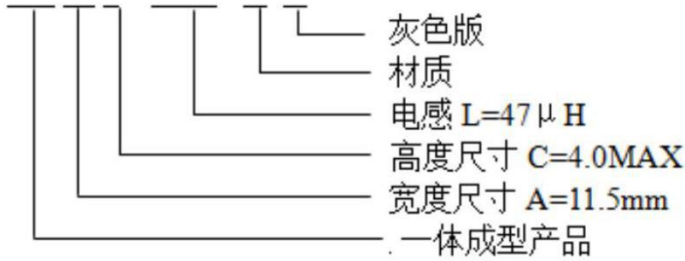 灰色版
材质
电感 L=47μH
高度尺寸 C=4.0MAX
宽度尺寸 A=11.5mm
.一体成型产品